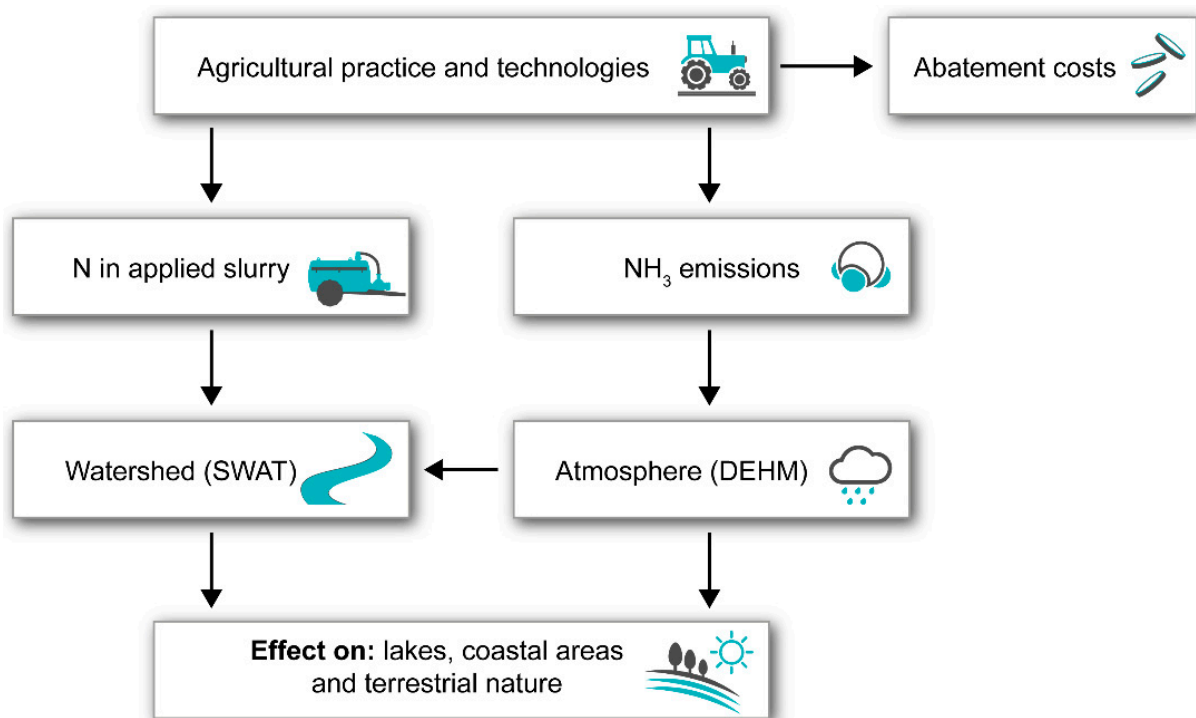 Agricultural practice and technologies
Abatement costs
N in applied slurry
NH₃ emissions
Watershed (SWAT)
Atmosphere (DEHM)
Effect on: lakes, coastal areas
and terrestrial nature